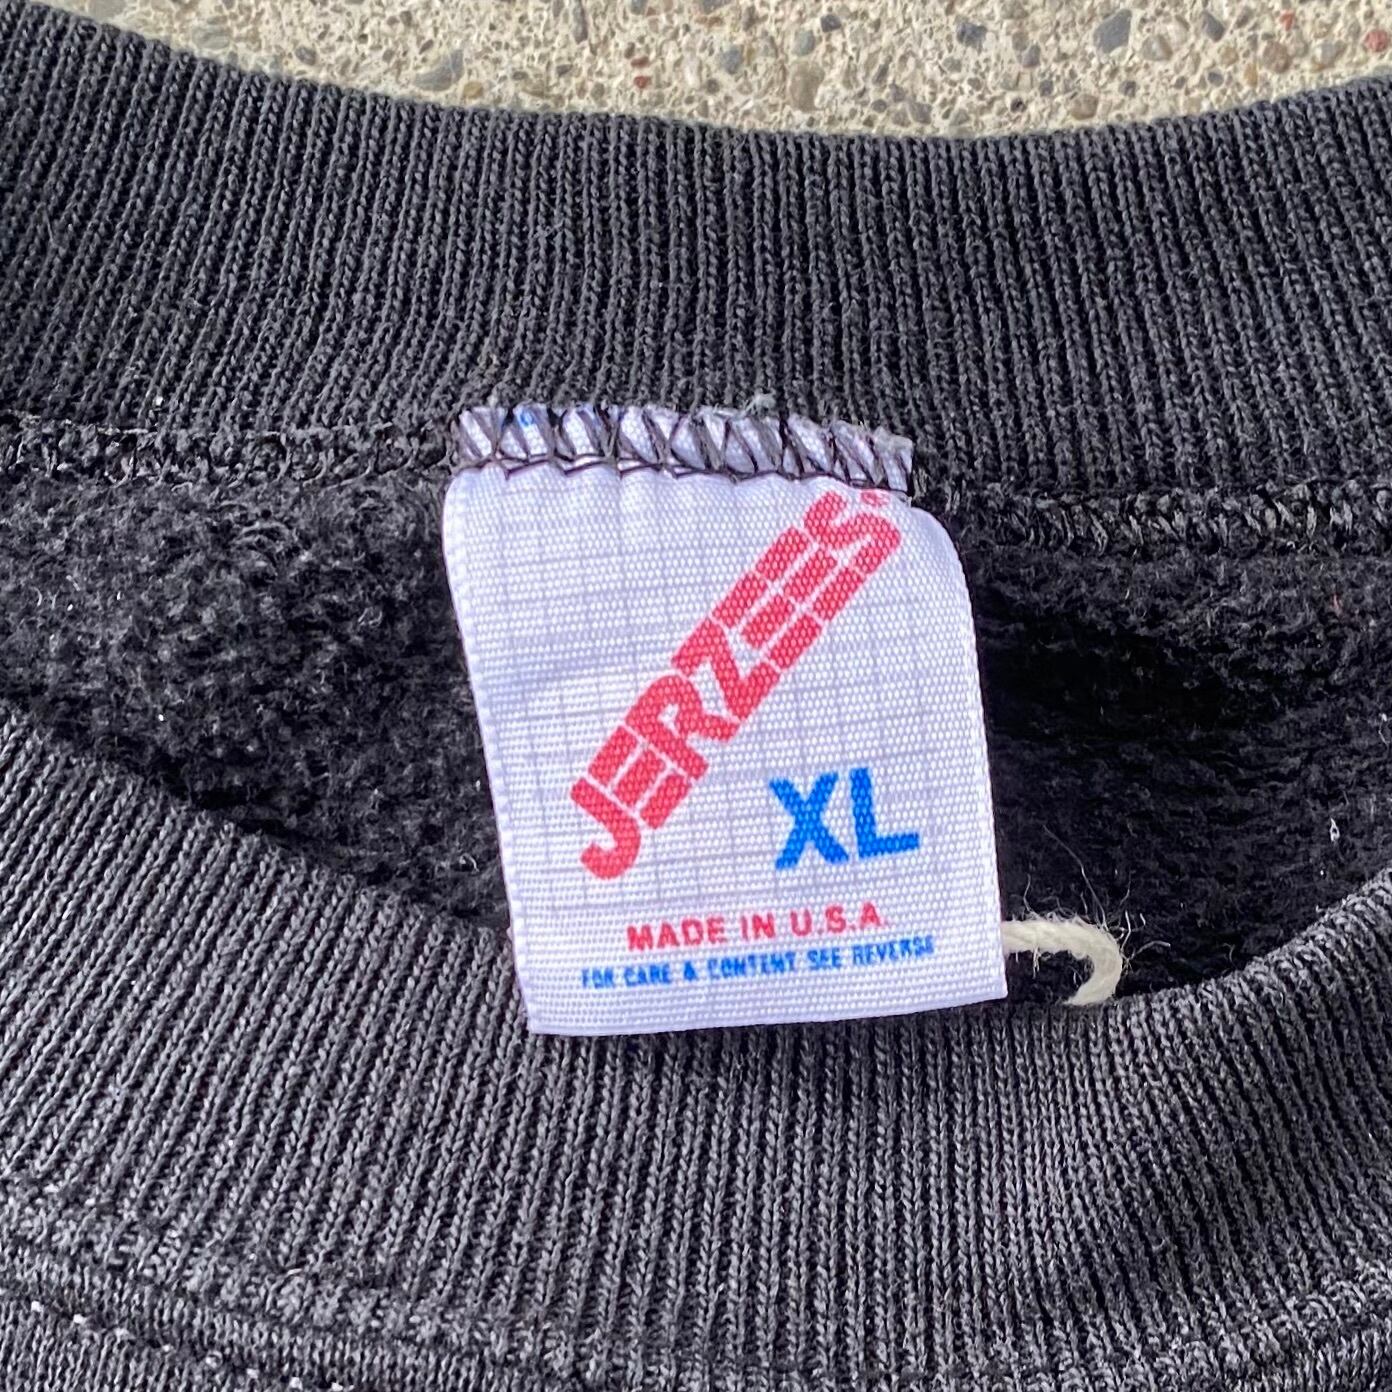 JERZEES®
XL
MADE IN U.S.A.
FOR CARE & CONTENT SEE REVERSE